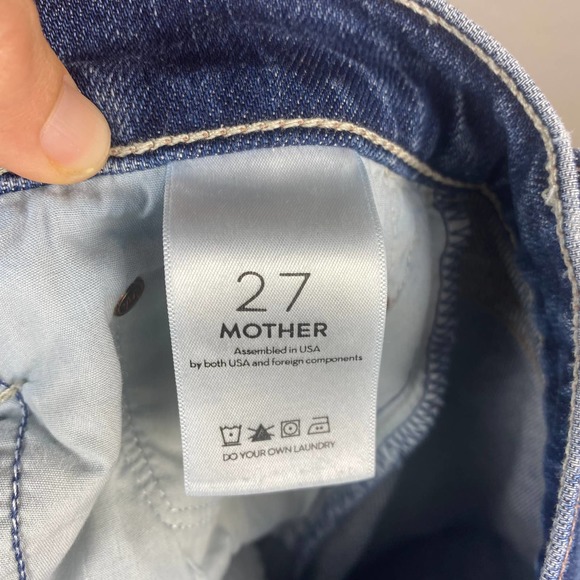 27
MOTHER
Assembled in USA
by both USA and foreign components
DO YOUR OWN LAUNDRY